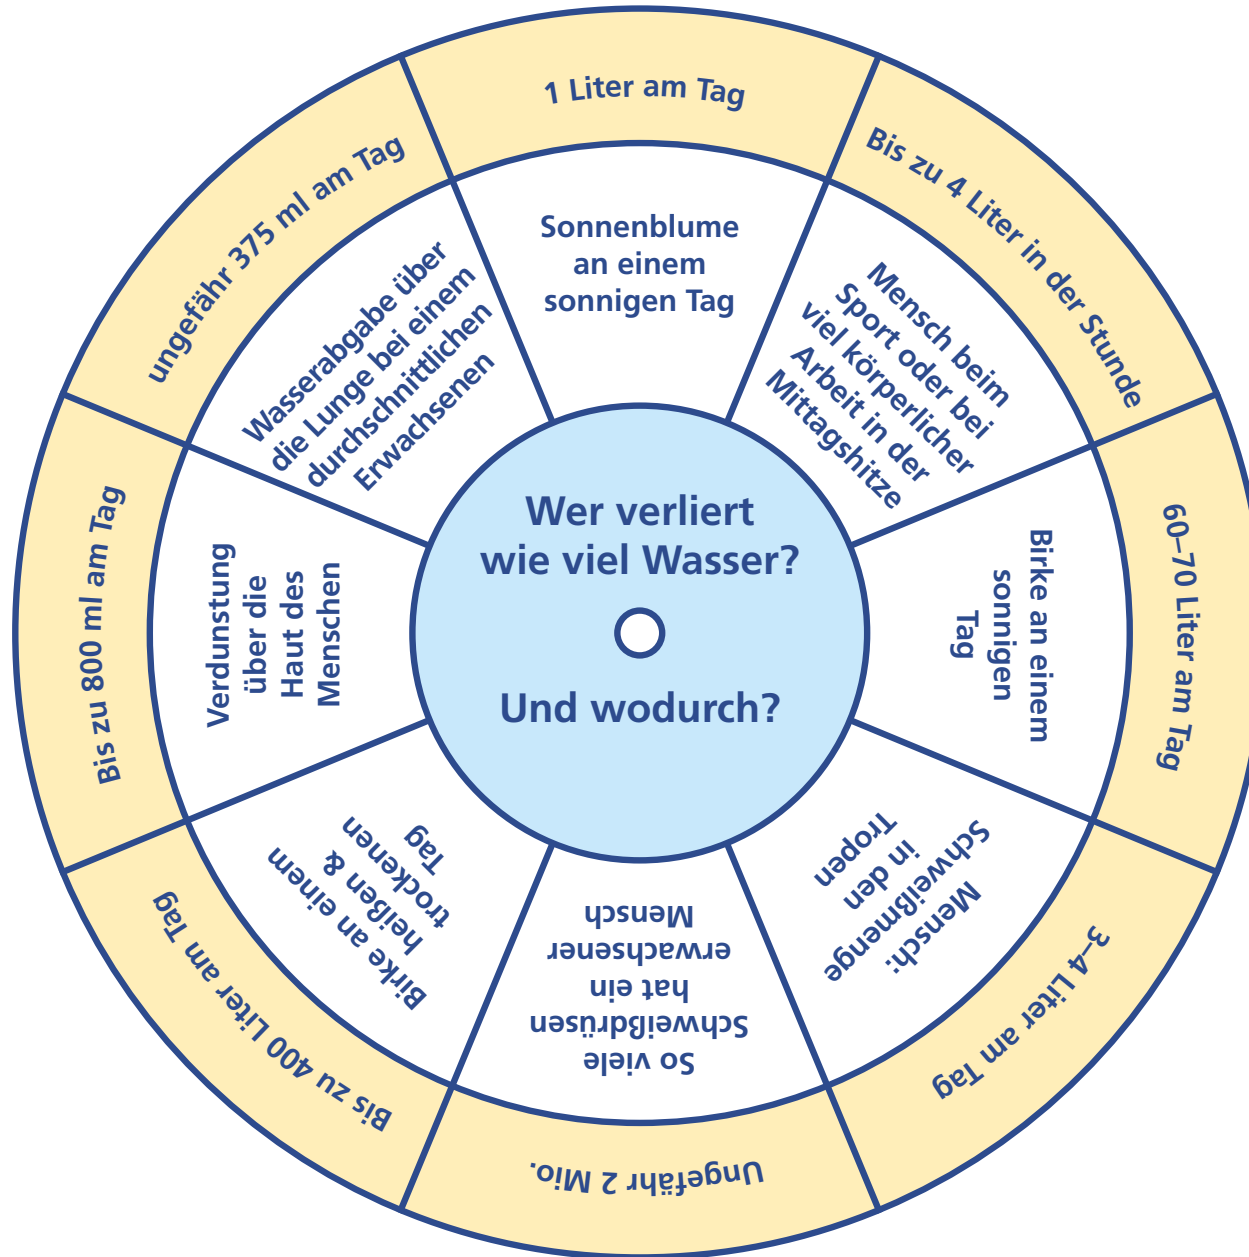 Wer verliert
wie viel Wasser?
Und wodurch?
1 Liter am Tag
Sonnenblume
an einem
sonnigen Tag
Bis zu 4 Liter in der Stunde
Mensch beim
Sport oder bei
viel körperlicher
Arbeit in der
Mittagshitze
60–70 Liter am Tag
Birke an einem
sonnigen
Tag
3–4 Liter am Tag
Mensch:
Schweißmenge
in den
Tropen
Ungefähr 2 Mio.
So viele
Schweißdrüsen
hat ein
erwachsener
Mensch
Bis zu 400 Liter am Tag
Birke an einem
heißen &
trockenen
Tag
Bis zu 800 ml am Tag
Verdunstung
über die
Haut des
Menschen
ungefähr 375 ml am Tag
Wasserabgabe über
die Lunge bei einem
durchschnittlichen
Erwachsenen